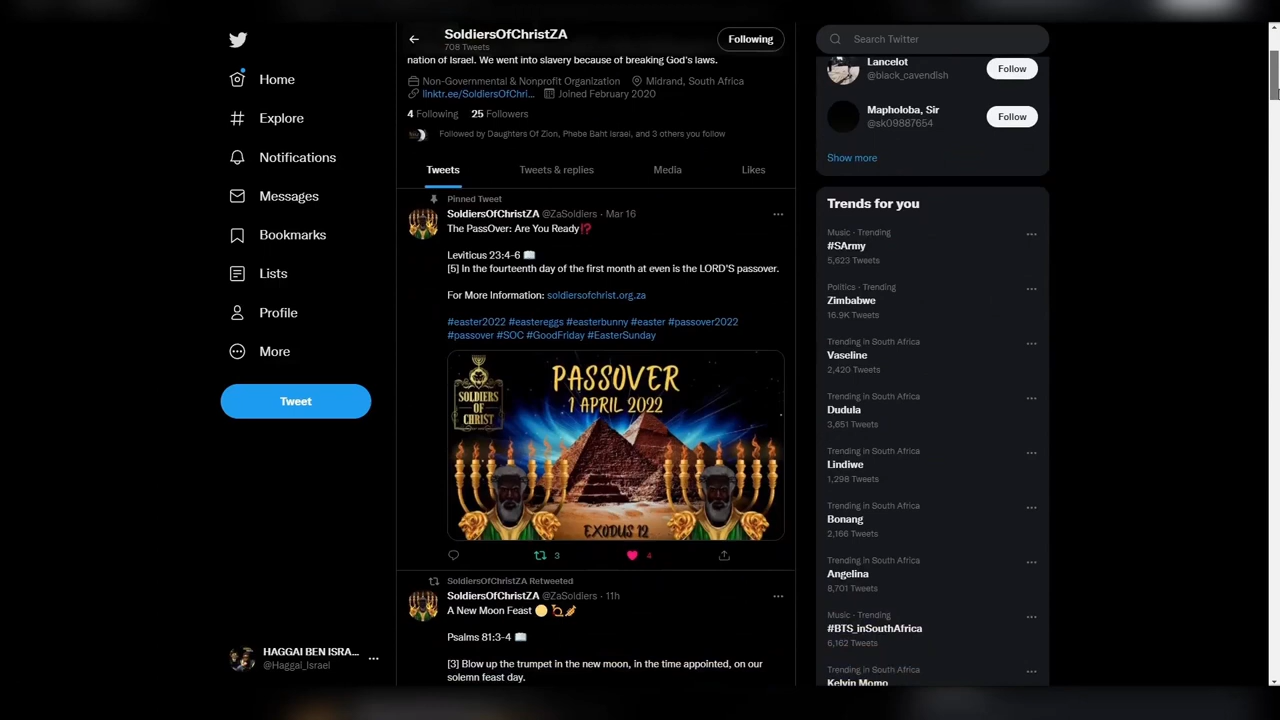 Home
Explore
Notifications
Messages
Bookmarks
Lists
Profile
More
Tweet
HAGGAI BEN ISRA...
@Haggai_Israel
SoldiersOfChristZA
708 Tweets
Following
nation of Israel. We went into slavery because of breaking God's laws.
Non-Governmental & Nonprofit Organization Midrand, South Africa
linktr.ee/SoldiersOfChri... Joined February 2020
4 Following 25 Followers
Followed by Daughters Of Zion, Phebe Baht Israel, and 3 others you follow
Tweets Tweets & replies Media Likes
Pinned Tweet
SoldiersOfChristZA @ZaSoldiers · Mar 16
The PassOver: Are You Ready⁉️
Leviticus 23:4-6 📖
[5] In the fourteenth day of the first month at even is the LORD'S passover.
For More Information: soldiersofchrist.org.za
#easter2022 #eastereggs #easterbunny #easter #passover2022
#passover #SOC #GoodFriday #EasterSunday
SOLDIERS
OF
CHRIST
PASSOVER
1 APRIL 2022
EXODUS 12
3 4
SoldiersOfChristZA Retweeted
SoldiersOfChristZA @ZaSoldiers · 11h
A New Moon Feast
Psalms 81:3-4 📖
[3] Blow up the trumpet in the new moon, in the time appointed, on our
solemn feast day.
Search Twitter
Lancelot
@black_cavendish
Follow
Mapholoba, Sir
@sk09887654
Follow
Show more
Trends for you
Music · Trending
#SArmy
5,623 Tweets
Politics · Trending
Zimbabwe
16.9K Tweets
Trending in South Africa
Vaseline
2,420 Tweets
Trending in South Africa
Dudula
3,651 Tweets
Trending in South Africa
Lindiwe
1,298 Tweets
Trending in South Africa
Bonang
2,166 Tweets
Trending in South Africa
Angelina
8,701 Tweets
Music · Trending
#BTS_inSouthAfrica
6,162 Tweets
Trending in South Africa
Kelvin Momo